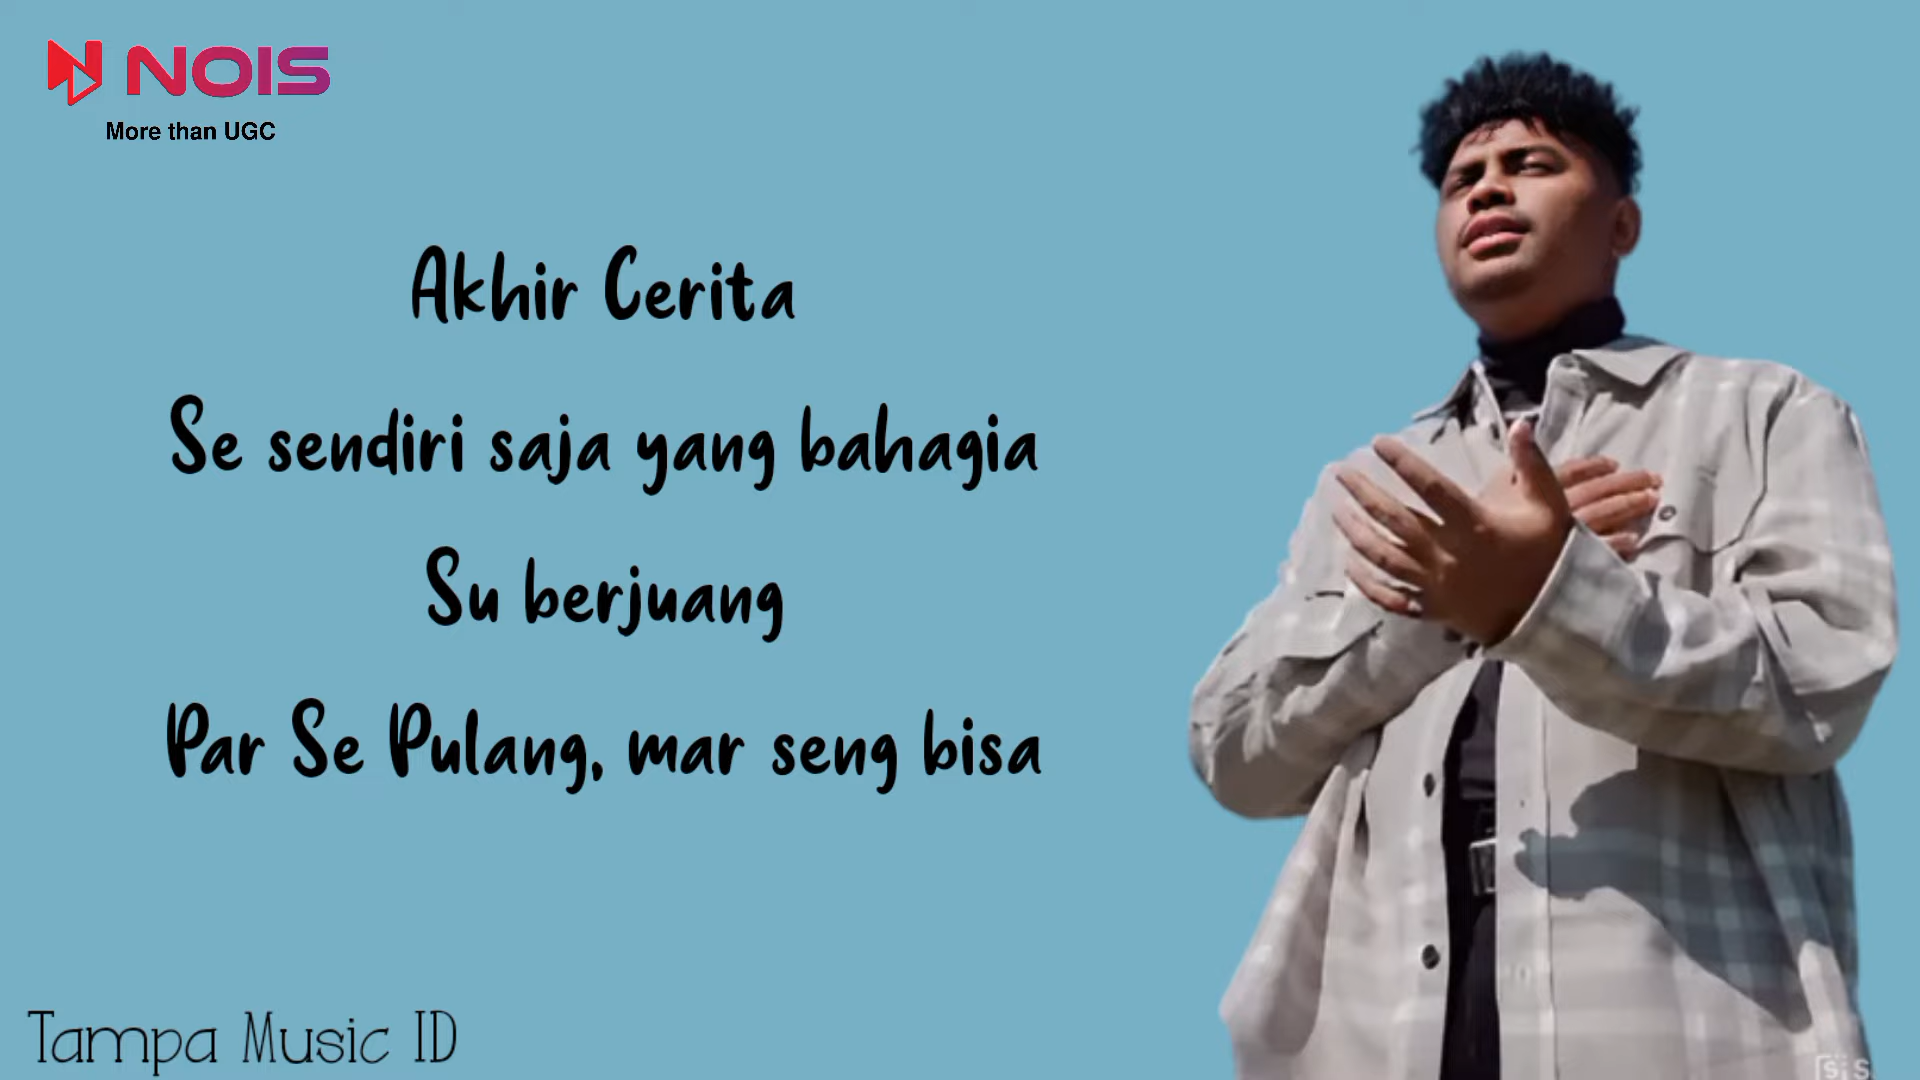 NOIS
More than UGC
Akhir Cerita
Se sendiri saja yang bahagia
Su berjuang
Par Se Pulang, mar seng bisa
Tampa Music ID